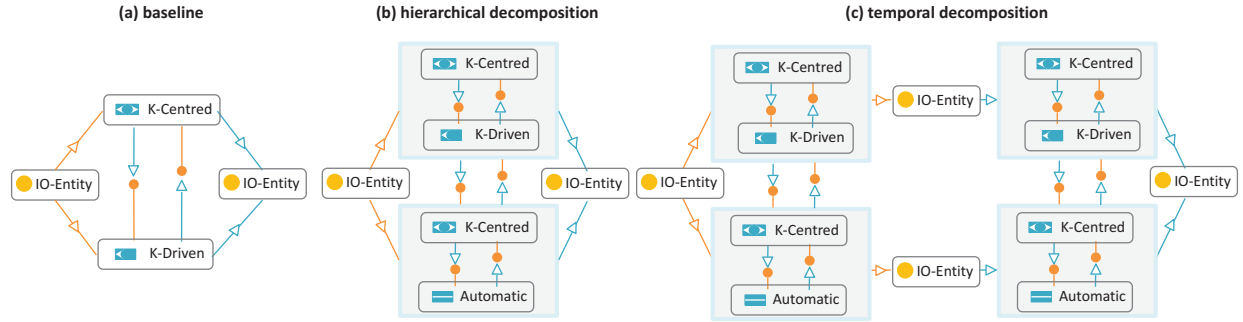 (a) baseline
K-Centred
IO-Entity
IO-Entity
K-Driven
(b) hierarchical decomposition
K-Centred
K-Driven
IO-Entity
IO-Entity
K-Centred
Automatic
(c) temporal decomposition
K-Centred
K-Centred
IO-Entity
K-Driven
K-Driven
IO-Entity
IO-Entity
K-Centred
K-Centred
IO-Entity
Automatic
Automatic